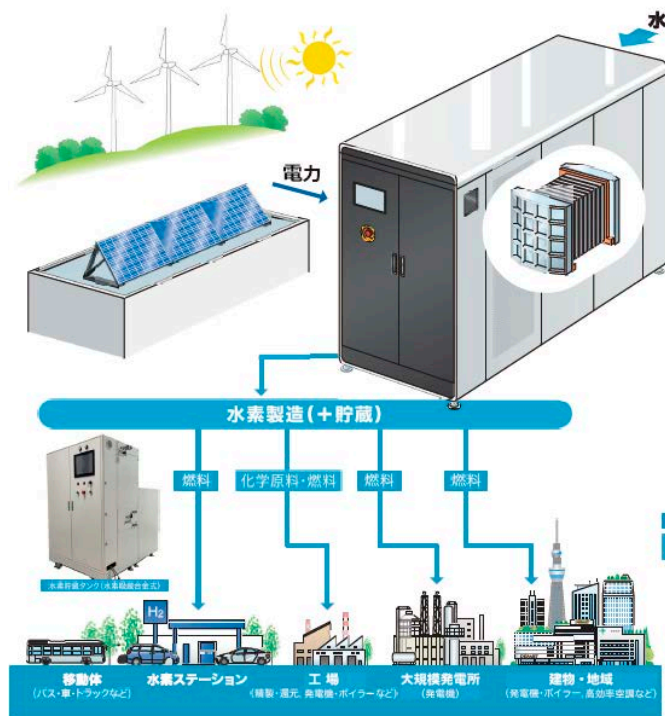 水
電力
水素製造(+貯蔵)
燃料
化学原料・燃料
燃料
燃料
水素貯蔵タンク(水素吸蔵合金式)
H2
移動体
(バス・車・トラックなど)
水素ステーション
工場
(精製・還元、発電機・ボイラーなど)
大規模発電所
(発電機)
建物・地域
(発電機・ボイラー、高効率空調など)